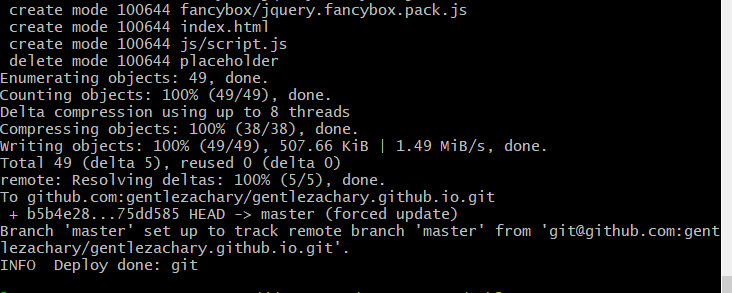 create mode 100644 fancybox/jquery.fancybox.pack.js
create mode 100644 index.html
create mode 100644 js/script.js
delete mode 100644 placeholder
Enumerating objects: 49, done.
Counting objects: 100% (49/49), done.
Delta compression using up to 8 threads
Compressing objects: 100% (38/38), done.
Writing objects: 100% (49/49), 507.66 KiB | 1.49 MiB/s, done.
Total 49 (delta 5), reused 0 (delta 0)
remote: Resolving deltas: 100% (5/5), done.
To github.com:gentlezachary/gentlezachary.github.io.git
+ b5b4e28...75dd585 HEAD -> master (forced update)
Branch 'master' set up to track remote branch 'master' from 'git@github.com:gent
lezachary/gentlezachary.github.io.git'.
INFO  Deploy done: git